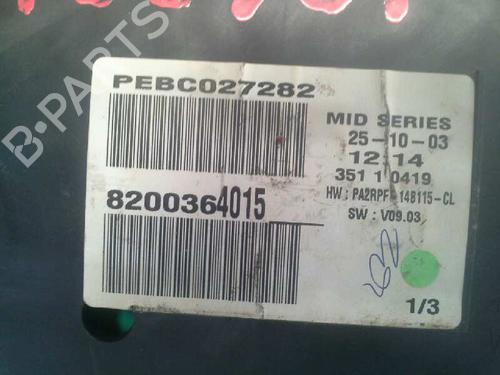 PEBC027282
MID SERIES
25-10-03
12.14
351 1 0419
HW : PA2RPF-14B115-CL
SW : V09.03
8200364015
1/3
B-PARTS